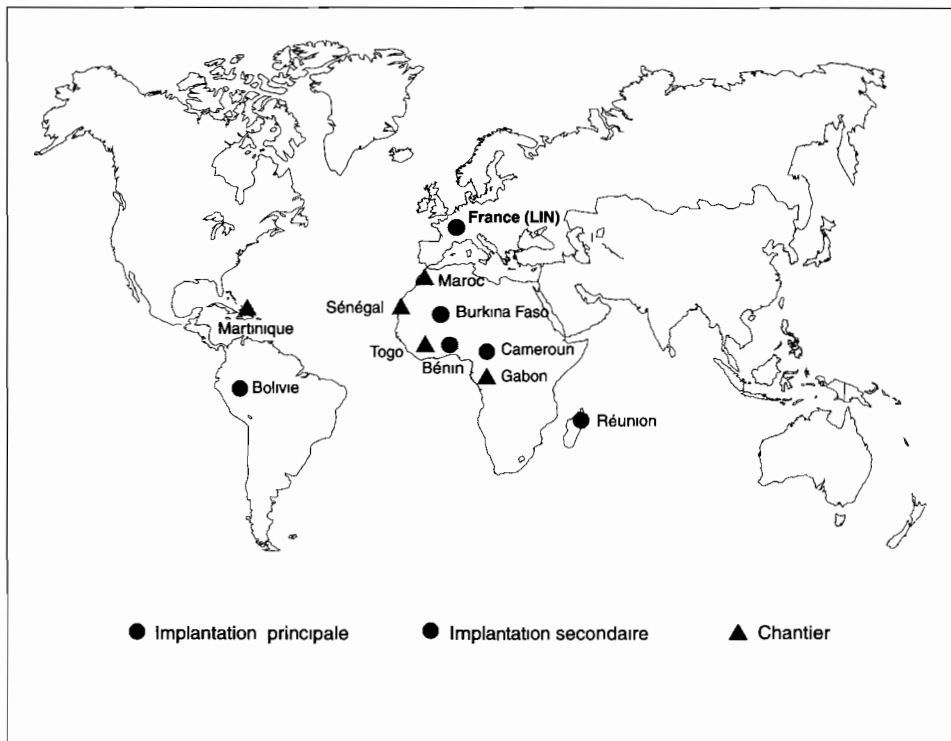 France (LIN)
Maroc
Sénégal
Burkina Faso
Martinique
Togo
Bénin
Cameroun
Gabon
Bolivie
Réunion
Implantation principale
Implantation secondaire
Chantier